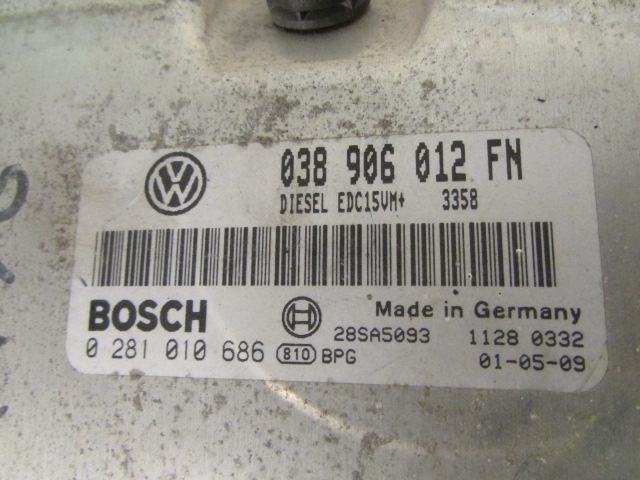 038 906 012 FN
DIESEL EDC15VM+ 3358
BOSCH
Made in Germany
28SA5093 1128 0332
0 281 010 686 810 BPG 01-05-09